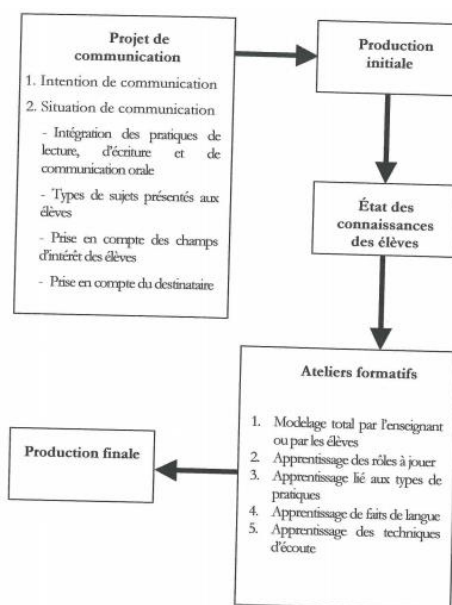 Projet de
communication
1. Intention de communication
2. Situation de communication
- Intégration des pratiques de
lecture, d'écriture et de
communication orale
- Types de sujets présentés aux
élèves
- Prise en compte des champs
d'intérêt des élèves
- Prise en compte du destinataire
Production
initiale
État des
connaissances
des élèves
Ateliers formatifs
1. Modelage total par l'enseignant
ou par les élèves
2. Apprentissage des rôles à jouer
3. Apprentissage lié aux types de
pratiques
4. Apprentissage de faits de langue
5. Apprentissage des techniques
d'écoute
Production finale